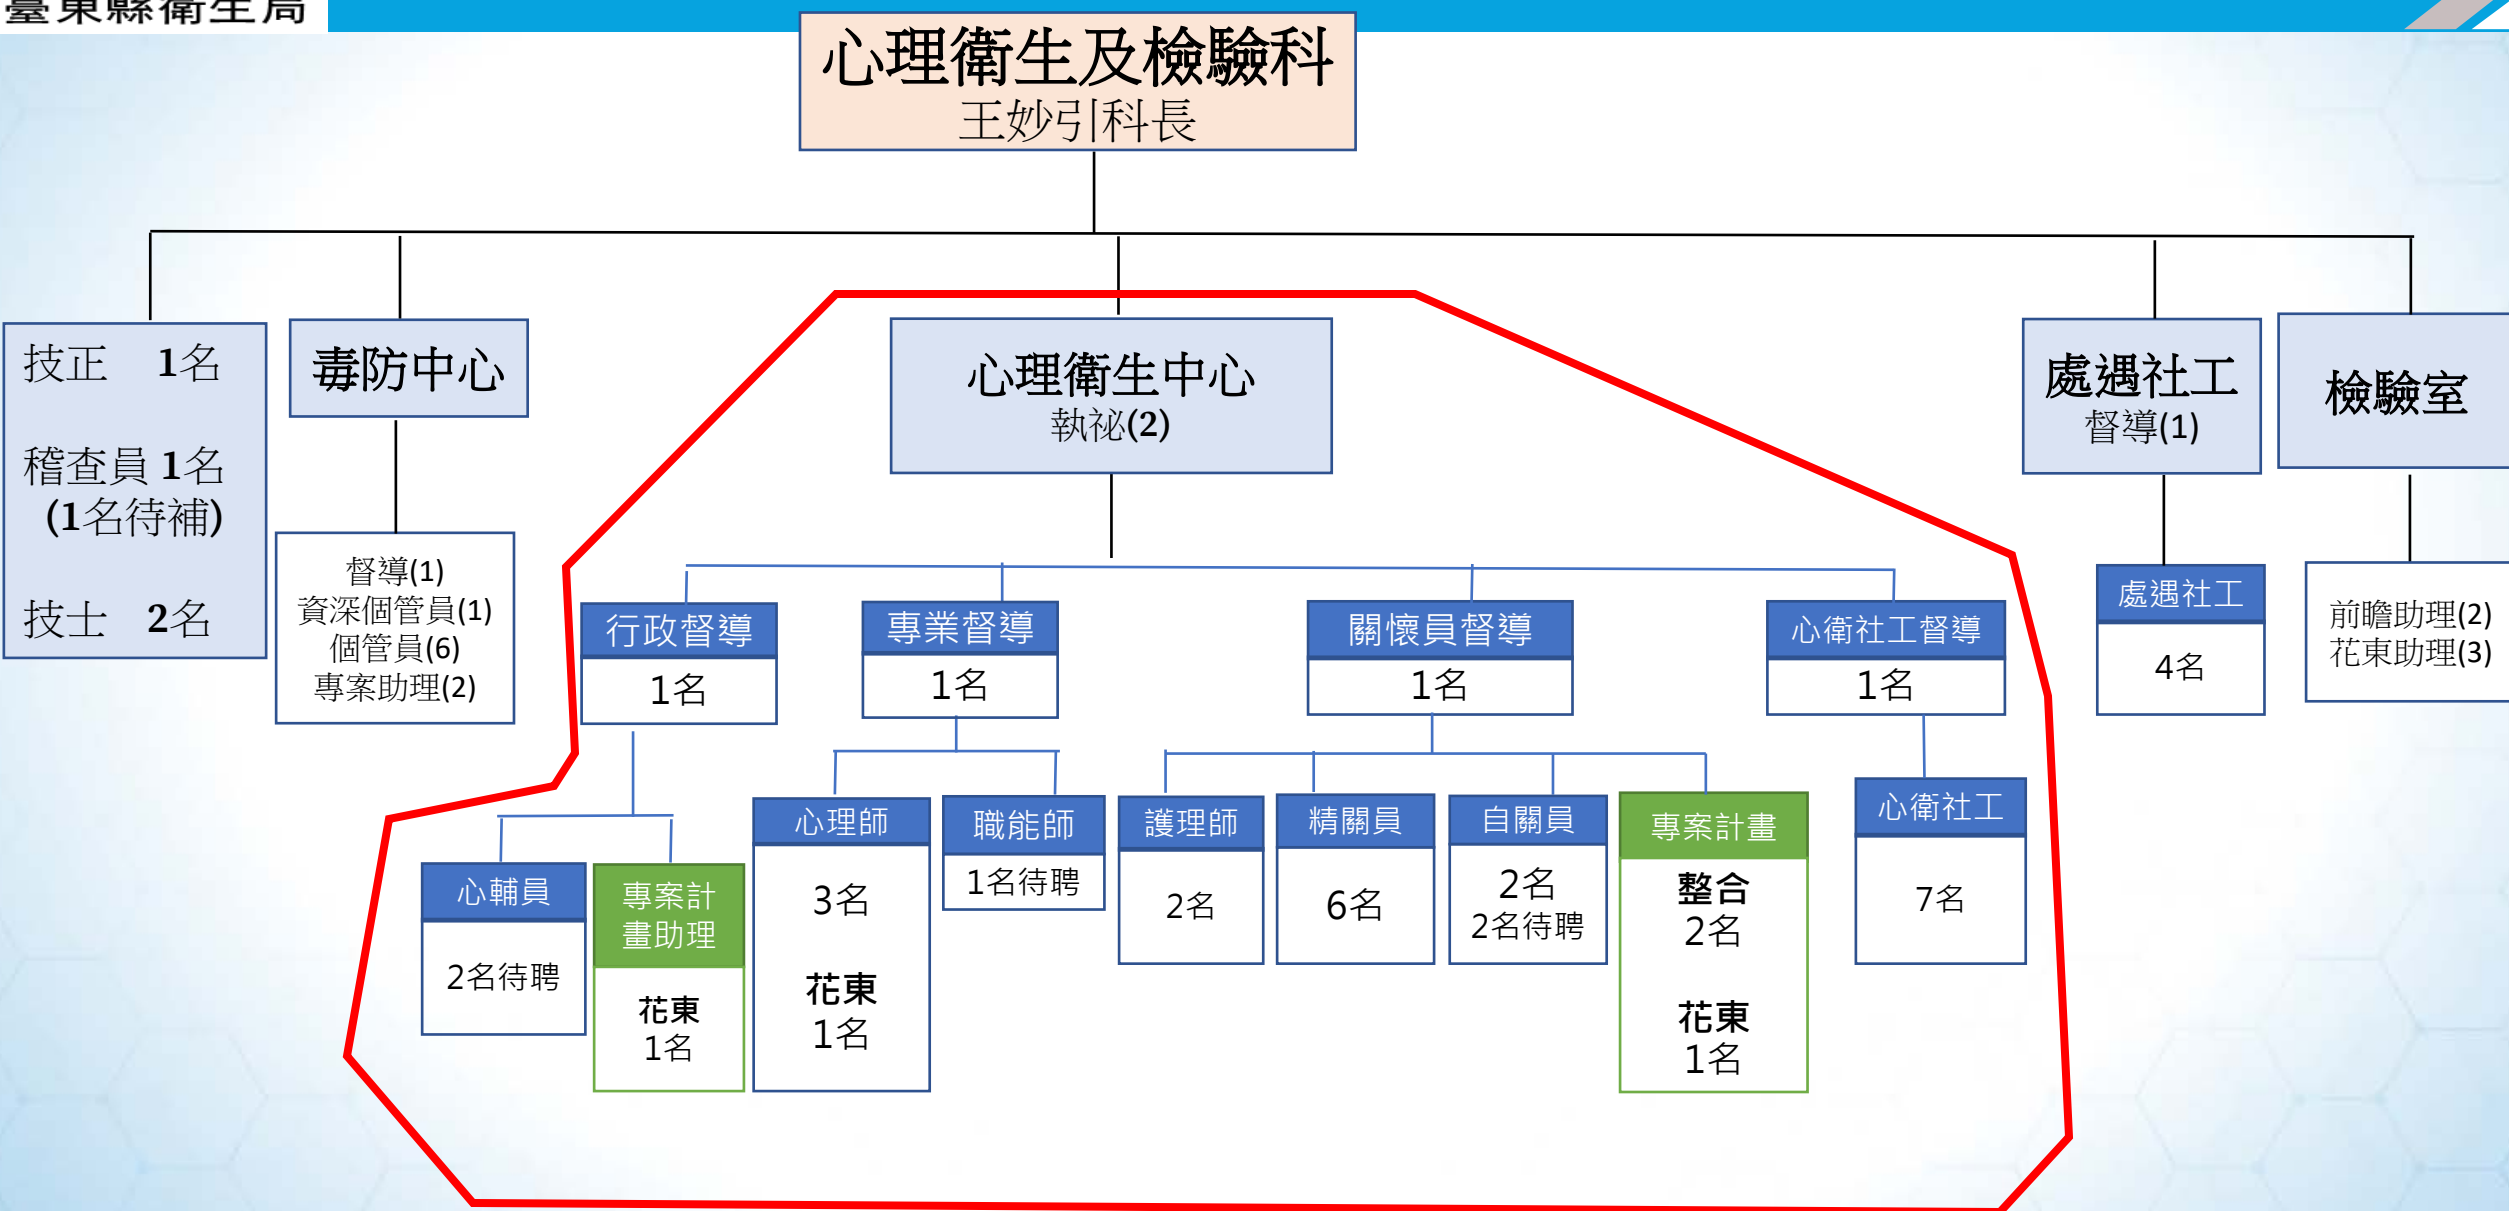 臺東縣衛生局
心理衛生及檢驗科
王妙引科長
技正 1名
稽查員 1名
(1名待補)
技士 2名
毒防中心
督導(1)
資深個管員(1)
個管員(6)
專案助理(2)
心理衛生中心
執祕(2)
行政督導
1名
心輔員
2名待聘
專案計
畫助理
花東
1名
專業督導
1名
心理師
3名
花東
1名
職能師
1名待聘
關懷員督導
1名
護理師
2名
精關員
6名
自關員
2名
2名待聘
專案計畫
整合
2名
花東
1名
心衛社工督導
1名
心衛社工
7名
處遇社工
督導(1)
處遇社工
4名
檢驗室
前瞻助理(2)
花東助理(3)